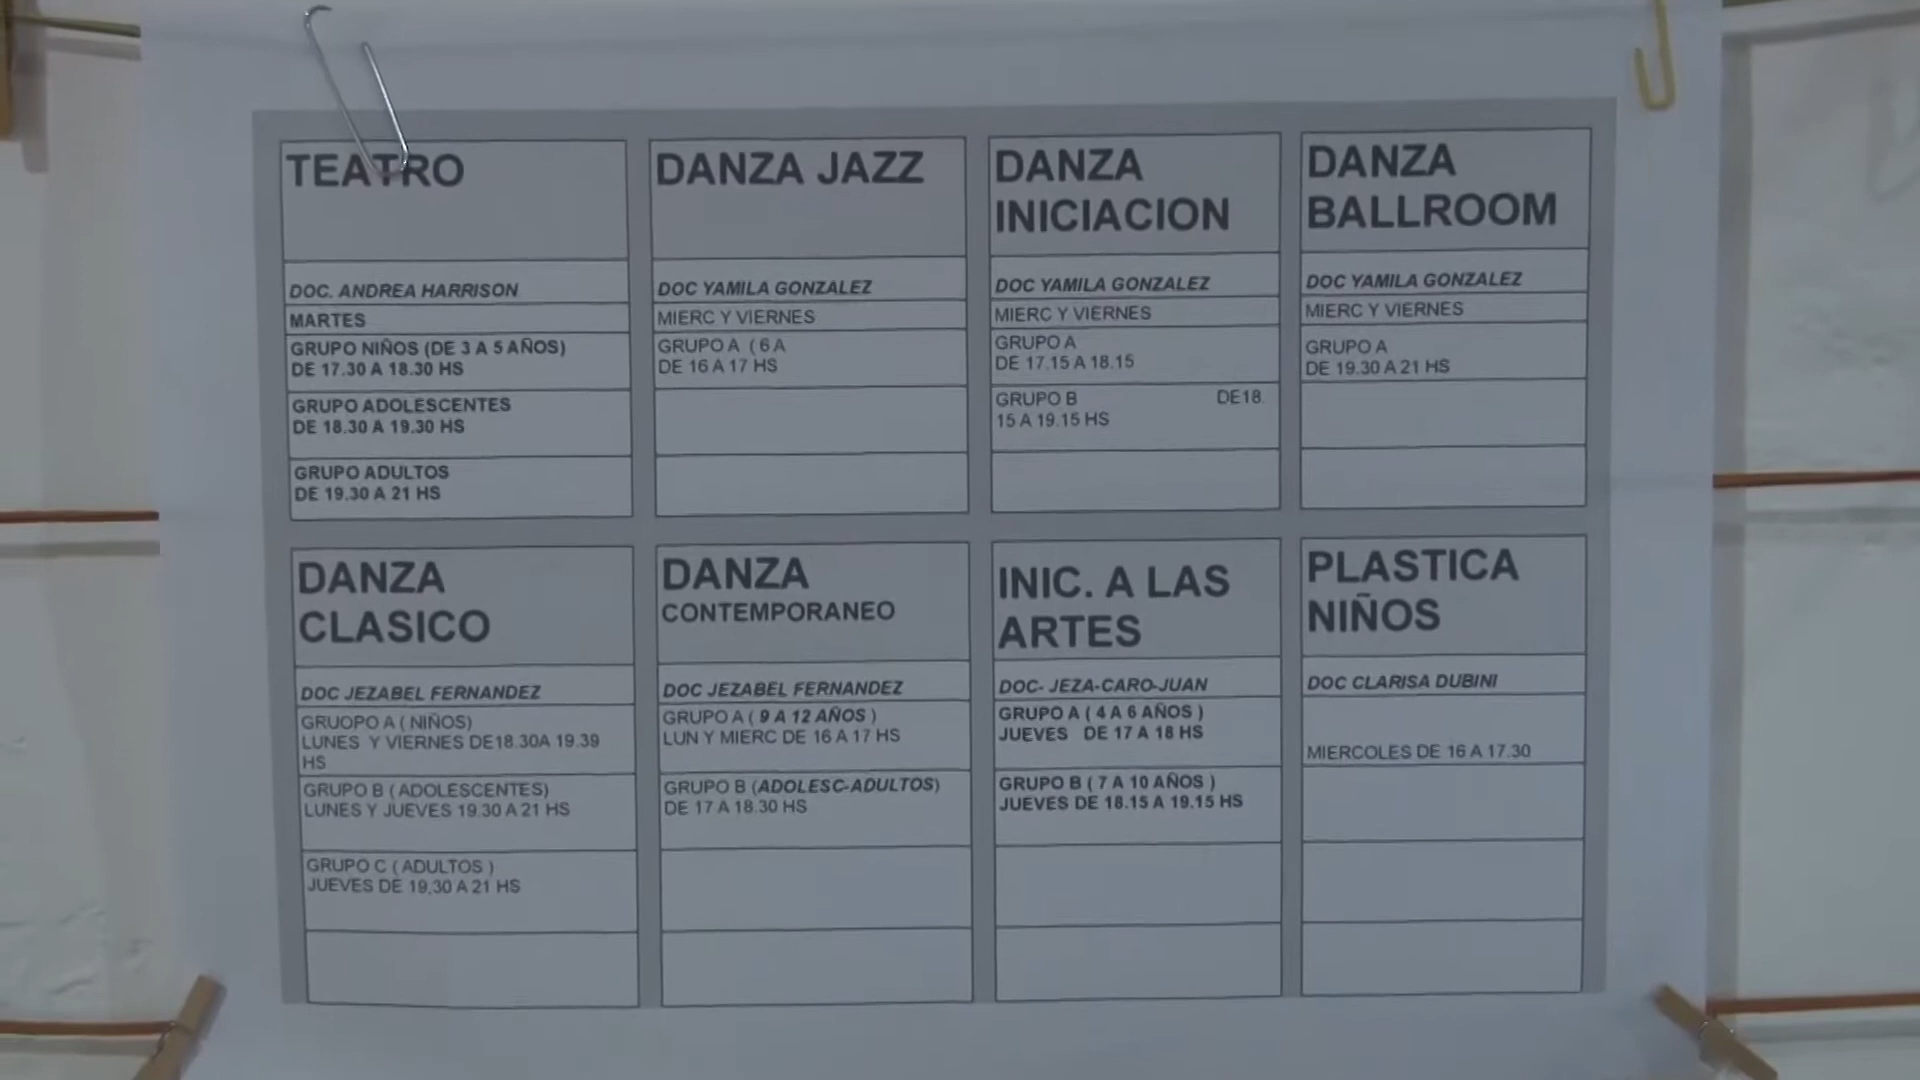 TEATRO
DOC. ANDREA HARRISON
MARTES
GRUPO NIÑOS (DE 3 A 5 AÑOS)
DE 17.30 A 18.30 HS
GRUPO ADOLESCENTES
DE 18.30 A 19.30 HS
GRUPO ADULTOS
DE 19.30 A 21 HS
DANZA JAZZ
DOC YAMILA GONZALEZ
MIERC Y VIERNES
GRUPO A ( 6 A
DE 16 A 17 HS
DANZA
INICIACION
DOC YAMILA GONZALEZ
MIERC Y VIERNES
GRUPO A
DE 17.15 A 18.15
GRUPO B DE18.
15 A 19.15 HS
DANZA
BALLROOM
DOC YAMILA GONZALEZ
MIERC Y VIERNES
GRUPO A
DE 19.30 A 21 HS
DANZA
CLASICO
DOC JEZABEL FERNANDEZ
GRUOPO A ( NIÑOS)
LUNES Y VIERNES DE18.30A 19.39
HS
GRUPO B ( ADOLESCENTES)
LUNES Y JUEVES 19.30 A 21 HS
GRUPO C ( ADULTOS )
JUEVES DE 19,30 A 21 HS
DANZA
CONTEMPORANEO
DOC JEZABEL FERNANDEZ
GRUPO A ( 9 A 12 AÑOS )
LUN Y MIERC DE 16 A 17 HS
GRUPO B (ADOLESC-ADULTOS)
DE 17 A 18.30 HS
INIC. A LAS
ARTES
DOC- JEZA-CARO-JUAN
GRUPO A ( 4 A 6 AÑOS )
JUEVES DE 17 A 18 HS
GRUPO B ( 7 A 10 AÑOS )
JUEVES DE 18.15 A 19.15 HS
PLASTICA
NIÑOS
DOC CLARISA DUBINI
MIERCOLES DE 16 A 17.30